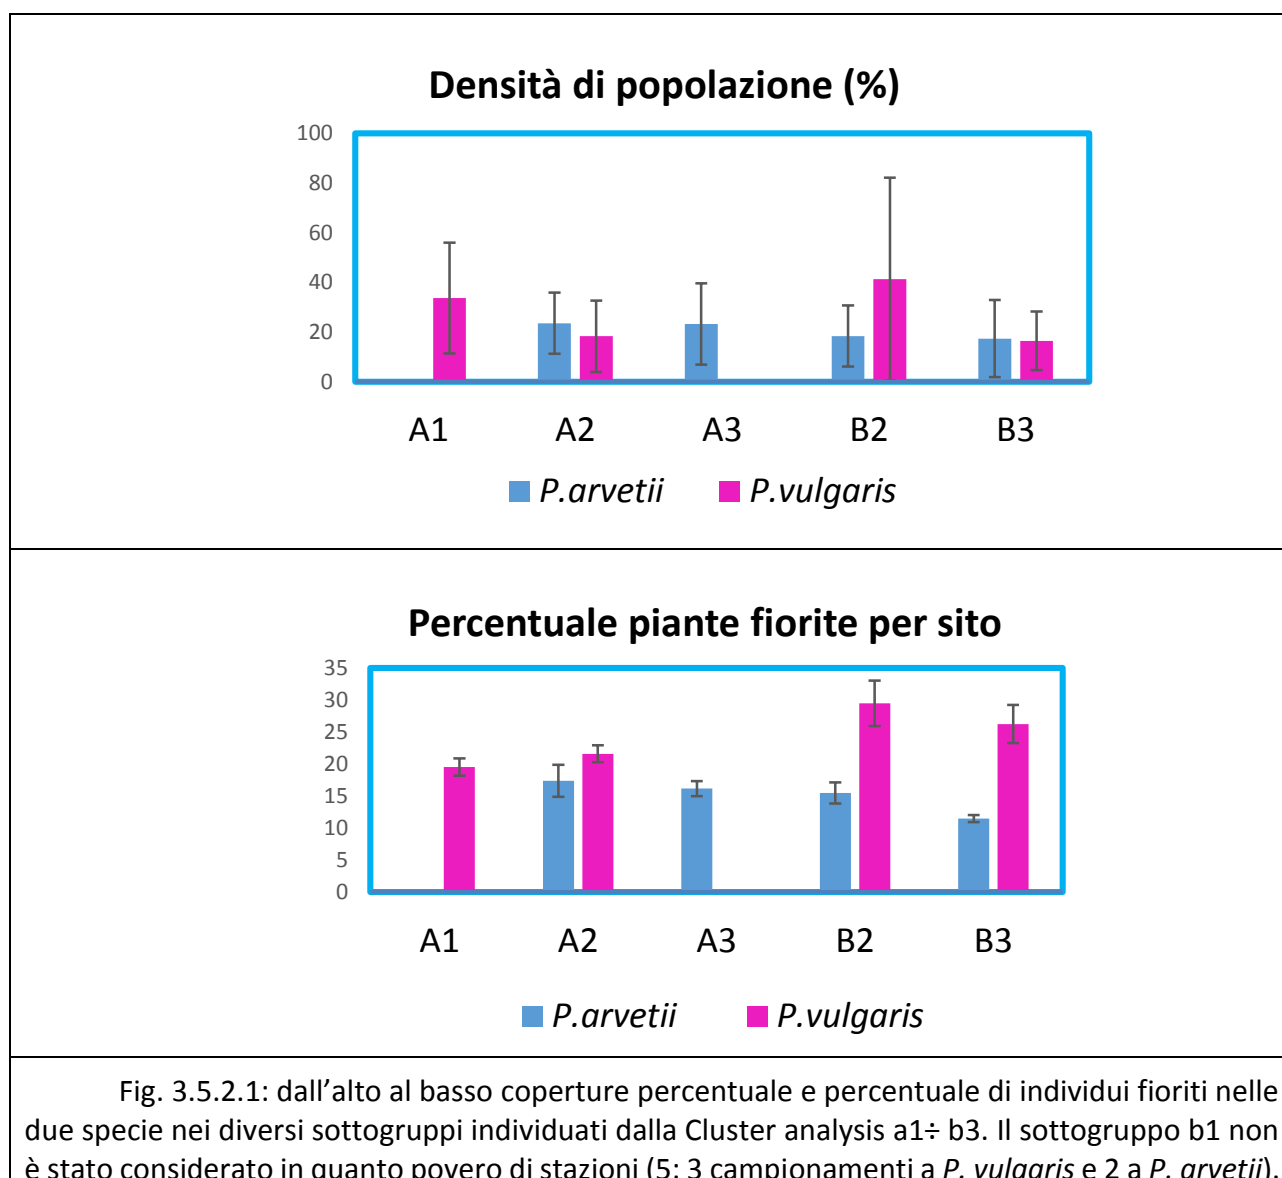 Densità di popolazione (%)
100
80
60
40
20
0
A1 A2 A3 B2 B3
P.arvetii P.vulgaris
Percentuale piante fiorite per sito
35
30
25
20
15
10
5
0
A1 A2 A3 B2 B3
P.arvetii P.vulgaris
Fig. 3.5.2.1: dall’alto al basso coperture percentuale e percentuale di individui fioriti nelle
due specie nei diversi sottogruppi individuati dalla Cluster analysis a1÷ b3. Il sottogruppo b1 non
è stato considerato in quanto povero di stazioni (5: 3 campionamenti a P. vulgaris e 2 a P. arvetii).